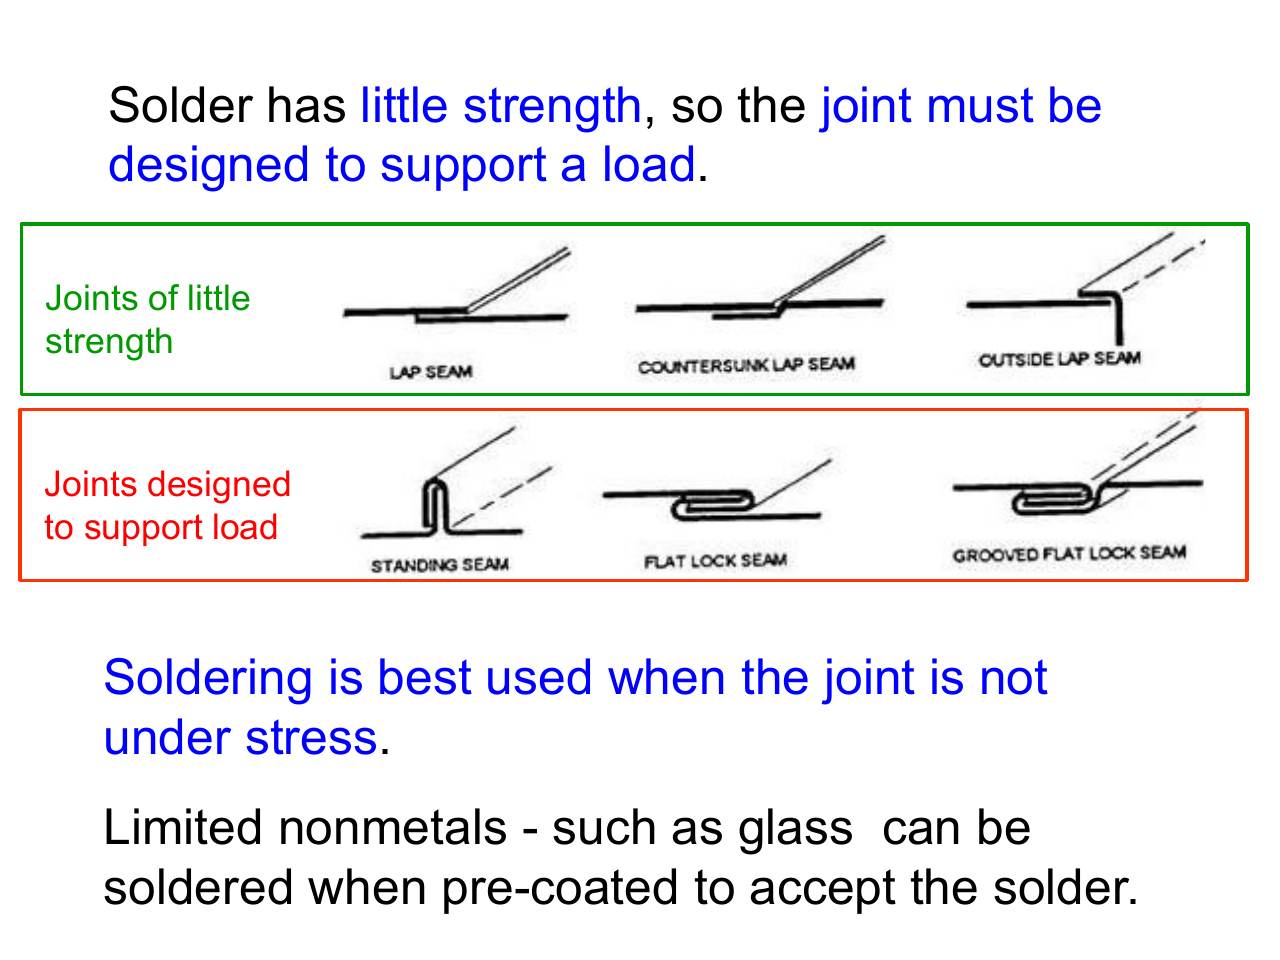 Solder has little strength, so the joint must be
designed to support a load.
Joints of little
strength
LAP SEAM
COUNTERSUNK LAP SEAM
OUTSIDE LAP SEAM
Joints designed
to support load
STANDING SEAM
FLAT LOCK SEAM
GROOVED FLAT LOCK SEAM
Soldering is best used when the joint is not
under stress.
Limited nonmetals - such as glass  can be
soldered when pre-coated to accept the solder.